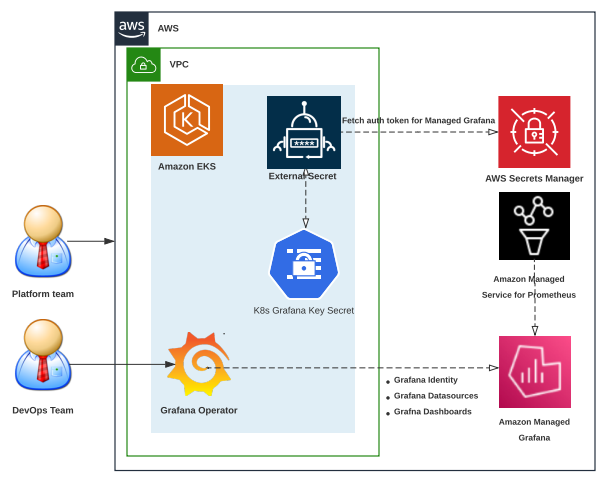 aws
AWS
VPC
Amazon EKS
****
External Secret
Fetch auth token for Managed Grafana
AWS Secrets Manager
Platform team
K8s Grafana Key Secret
Amazon Managed
Service for Prometheus
DevOps Team
Grafana Operator
• Grafana Identity
• Grafana Datasources
• Grafna Dashboards
Amazon Managed
Grafana